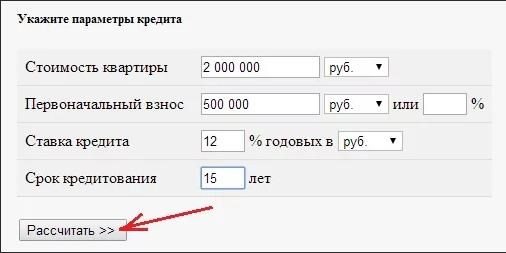 Укажите параметры кредита
Стоимость квартиры 2 000 000 руб.
Первоначальный взнос 500 000 руб. или %
Ставка кредита 12 % годовых в руб.
Срок кредитования 15 лет
Рассчитать >>